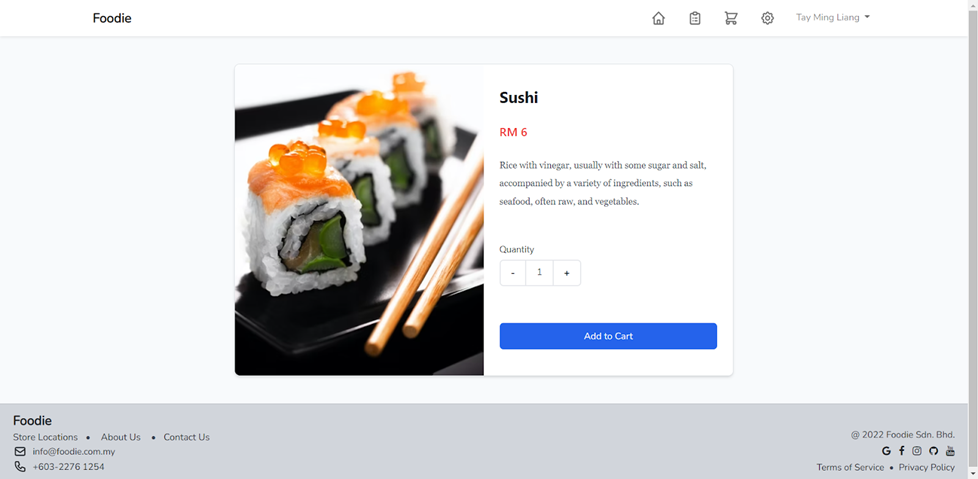 Foodie
Tay Ming Liang
Sushi
RM 6
Rice with vinegar, usually with some sugar and salt,
accompanied by a variety of ingredients, such as
seafood, often raw, and vegetables.
Quantity
- 1 +
Add to Cart
Foodie
Store Locations • About Us • Contact Us
info@foodie.com.my
+603-2276 1254
@ 2022 Foodie Sdn. Bhd.
Terms of Service • Privacy Policy